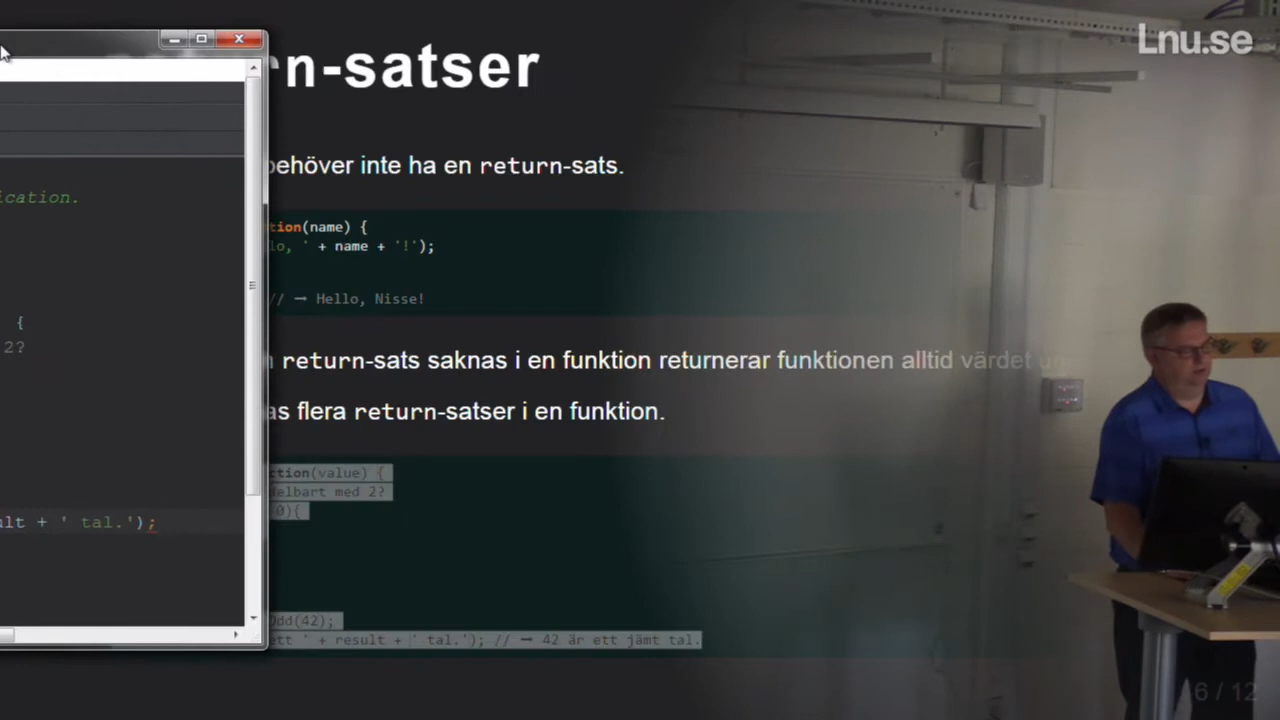 Lnu.se
n-satser
behöver inte ha en return-sats.
ication.
tion(name) {
lo, ' + name + '!');
// → Hello, Nisse!
{
2?
return-sats saknas i en funktion returnerar funktionen alltid värdet
as flera return-satser i en funktion.
ction(value) {
delbart med 2?
0){
ult + ' tal.');
Odd(42);
ett ' + result + ' tal.'); // → 42 är ett jämt tal.
6 / 12